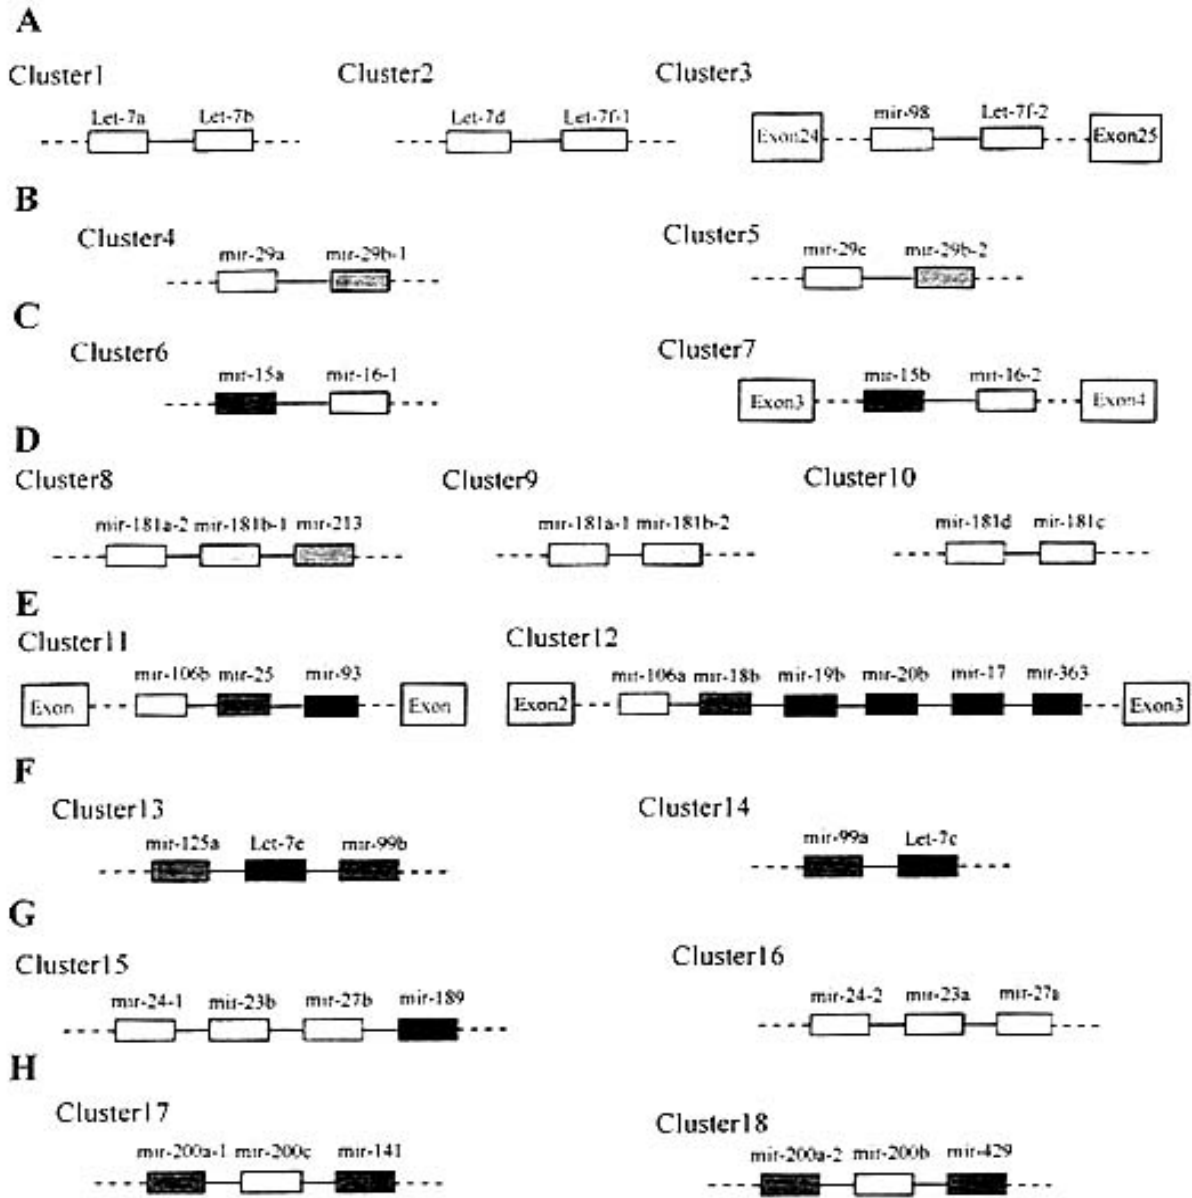 A
Cluster1 Cluster2 Cluster3
Let-7a Let-7b Let-7d Let-7f-1 mir-98 Let-7f-2
Exon24 Exon25
B
Cluster4 Cluster5
mir-29a mir-29b-1 mir-29c mir-29b-2
C
Cluster6 Cluster7
mir-15a mir-16-1 mir-15b mir-16-2
Exon3 Exon4
D
Cluster8 Cluster9 Cluster10
mir-181a-2 mir-181b-1 mir-213 mir-181a-1 mir-181b-2 mir-181d mir-181c
E
Cluster11 Cluster12
mir-106b mir-25 mir-93 mir-106a mir-18b mir-19b mir-20b mir-17 mir-363
Exon Exon Exon2 Exon3
F
Cluster13 Cluster14
mir-125a Let-7e mir-99b mir-99a Let-7c
G
Cluster15 Cluster16
mir-24-1 mir-23b mir-27b mir-189 mir-24-2 mir-23a mir-27a
H
Cluster17 Cluster18
mir-200a-1 mir-200c mir-141 mir-200a-2 mir-200b mir-429